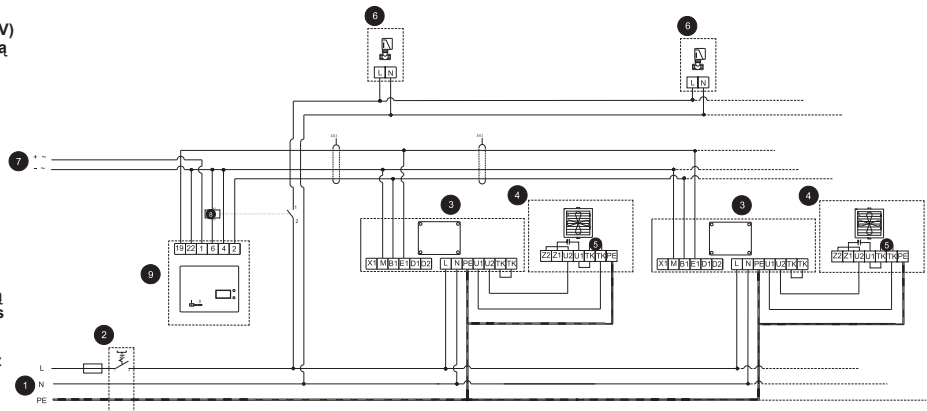 V)
ą
6
6
L N
L N
7
+ ~
- ~
3
4
3
4
1
2
8
5
5
19 22 1 6 4 2
X1 M B1 E1 D1 D2
L N PE U1 U2 TK TK
Z2 Z1 U2 U1 TK TK PE
X1 M B1 E1 D1 D2
L N PE U1 U2 TK TK
Z2 Z1 U2 U1 TK TK PE
9
ą
s
2
:
L
1
N
PE